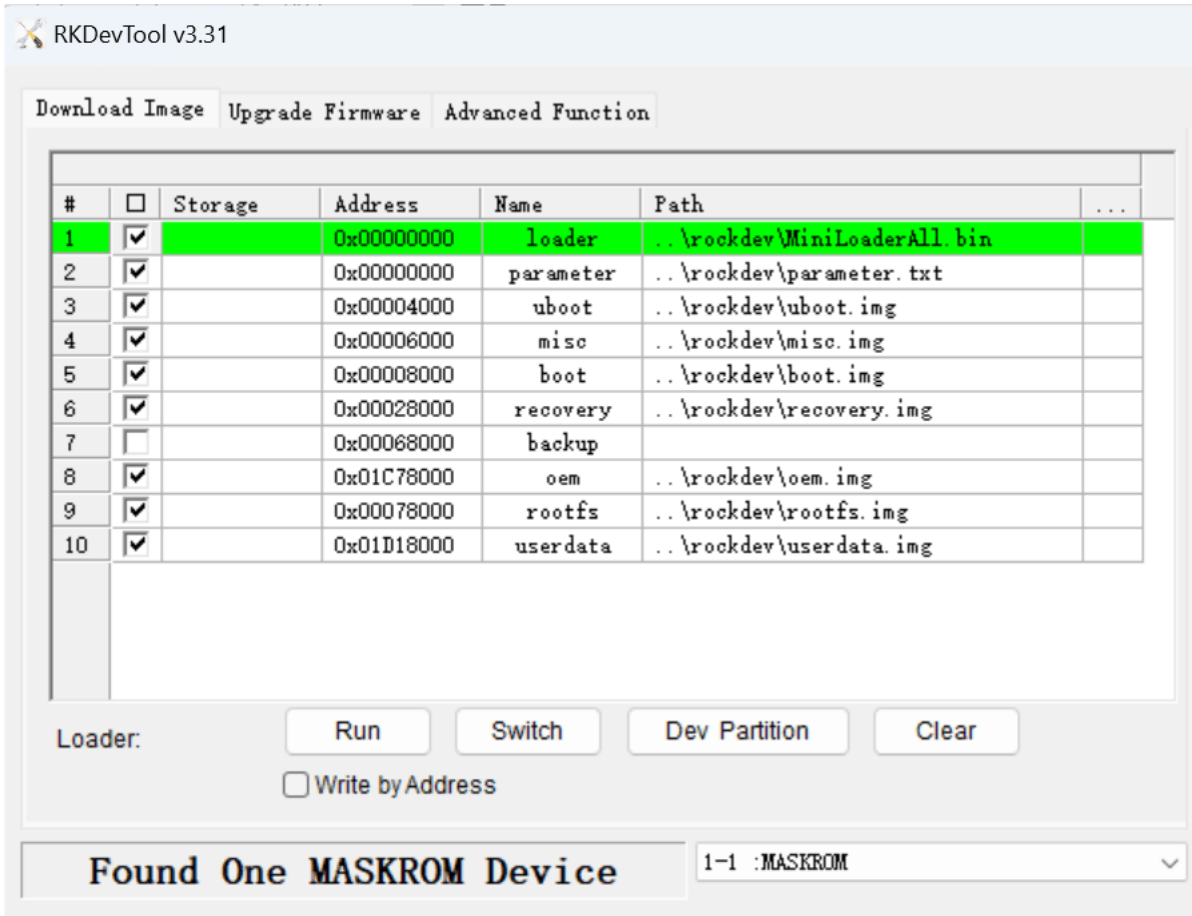 RKDevTool v3.31
Download Image Upgrade Firmware Advanced Function
# Storage Address Name Path ...
1 0x00000000 loader ..\rockdev\MiniLoaderAll.bin
2 0x00000000 parameter ..\rockdev\parameter.txt
3 0x00004000 uboot ..\rockdev\uboot.img
4 0x00006000 misc ..\rockdev\misc.img
5 0x00008000 boot ..\rockdev\boot.img
6 0x00028000 recovery ..\rockdev\recovery.img
7 0x00068000 backup
8 0x01C78000 oem ..\rockdev\oem.img
9 0x00078000 rootfs ..\rockdev\rootfs.img
10 0x01D18000 userdata ..\rockdev\userdata.img
Loader: Run Switch Dev Partition Clear
Write by Address
Found One MASKROM Device 1-1 :MASKROM